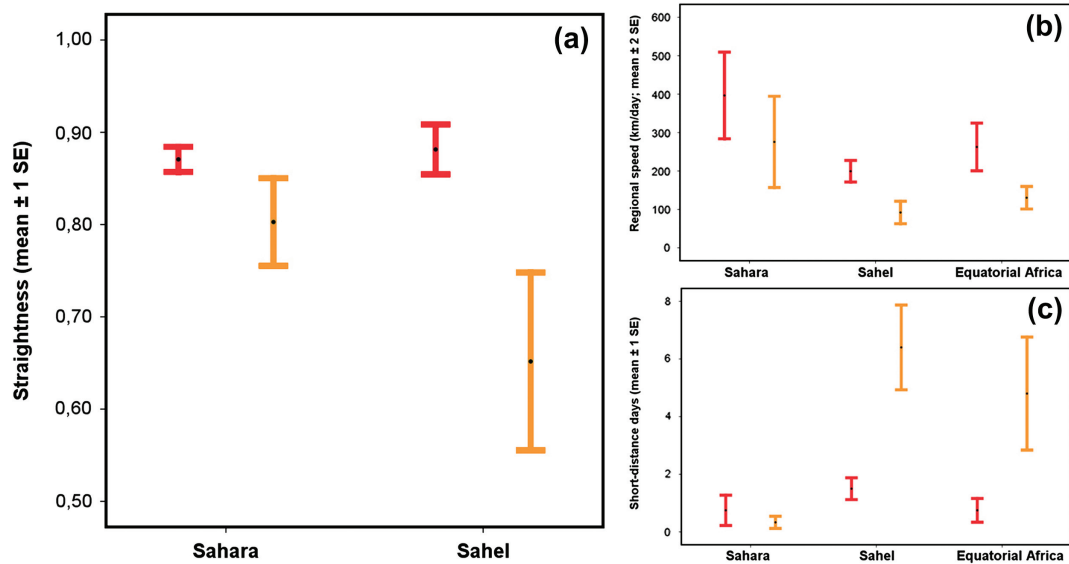 (a)
Straightness (mean ± 1 SE)
1,00
0,90
0,80
0,70
0,60
0,50
Sahara Sahel
(b)
Regional speed (km/day; mean ± 2 SE)
600
500
400
300
200
100
0
Sahara Sahel Equatorial Africa
(c)
Short-distance days (mean ± 1 SE)
8
6
4
2
0
Sahara Sahel Equatorial Africa